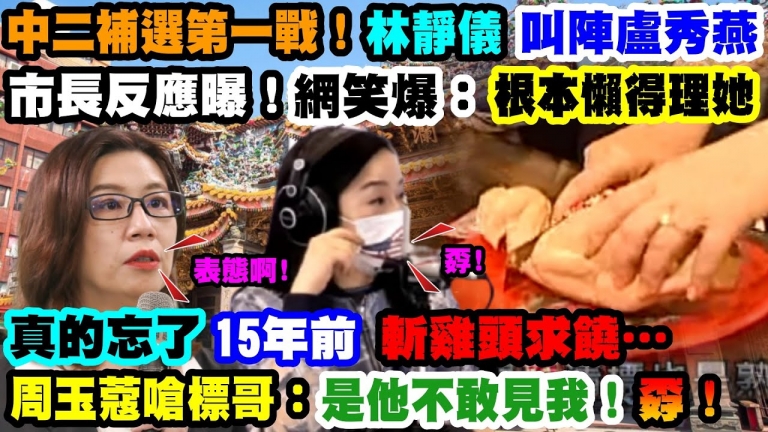 中二補選第一戰！林靜儀 叫陣盧秀燕
市長反應曝！網笑爆：根本懶得理她
表態啊!
孬!
真的忘了 15年前 斬雞頭求饒…
周玉蔻嗆標哥：是他不敢見我！孬！